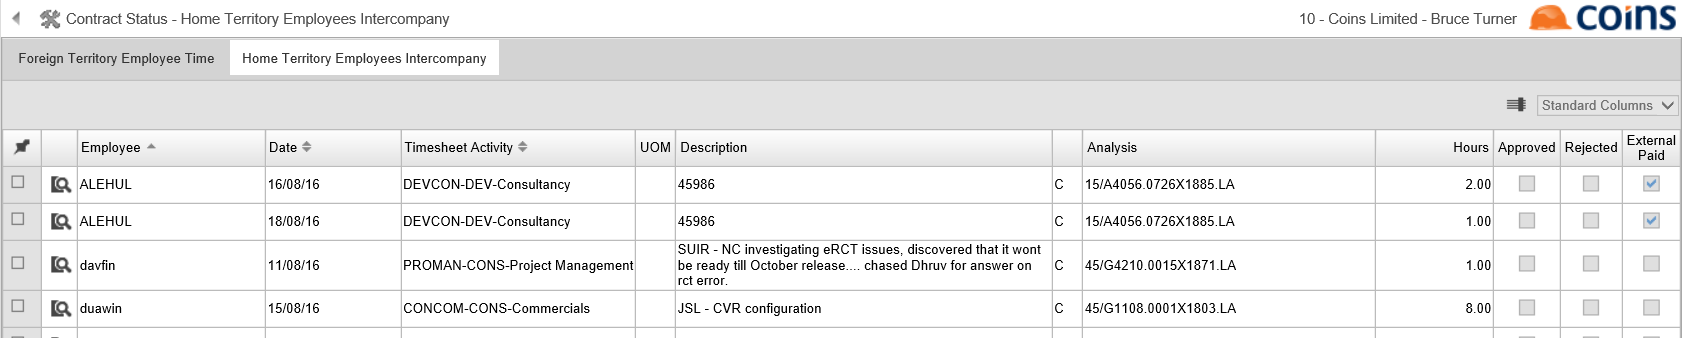 Contract Status - Home Territory Employees Intercompany
10 - Coins Limited - Bruce Turner
coins
Foreign Territory Employee Time
Home Territory Employees Intercompany
Standard Columns
Employee Date Timesheet Activity UOM Description Analysis Hours Approved Rejected External Paid
ALEHUL 16/08/16 DEVCON-DEV-Consultancy 45986 C 15/A4056.0726X1885.LA 2.00
ALEHUL 18/08/16 DEVCON-DEV-Consultancy 45986 C 15/A4056.0726X1885.LA 1.00
SUIR - NC investigating eRCT issues, discovered that it wont
davfin 11/08/16 PROMAN-CONS-Project Management be ready till October release.... chased Dhruv for answer on C 45/G4210.0015X1871.LA 1.00
rct error.
duawin 15/08/16 CONCOM-CONS-Commercials JSL - CVR configuration C 45/G1108.0001X1803.LA 8.00